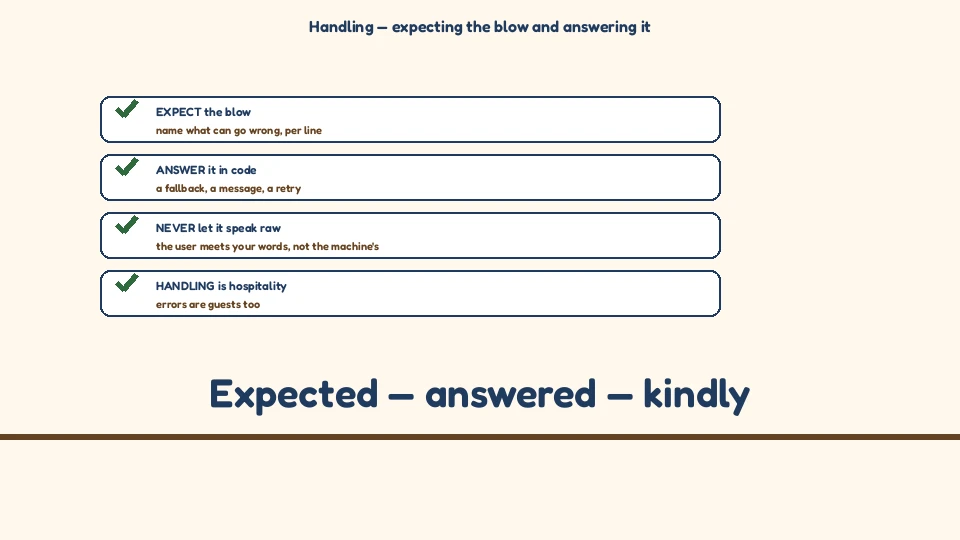 Handling — expecting the blow and answering it
EXPECT the blow
name what can go wrong, per line
ANSWER it in code
a fallback, a message, a retry
NEVER let it speak raw
the user meets your words, not the machine's
HANDLING is hospitality
errors are guests too
Expected — answered — kindly